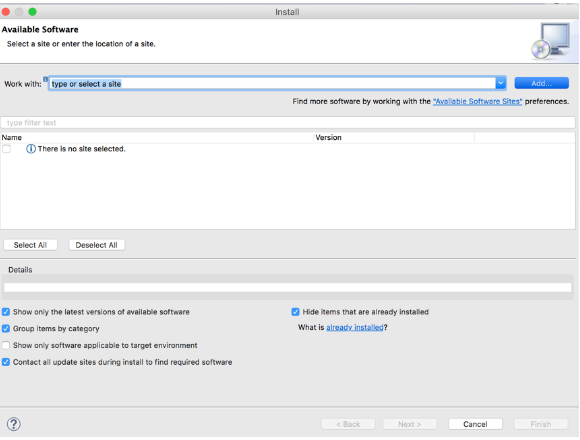 Install
Available Software
Select a site or enter the location of a site.
Work with: type or select a site Add...
Find more software by working with the "Available Software Sites" preferences.
type filter text
Name Version
There is no site selected.
Select All Deselect All
Details
Show only the latest versions of available software Hide items that are already installed
Group items by category What is already installed?
Show only software applicable to target environment
Contact all update sites during install to find required software
? < Back Next > Cancel Finish